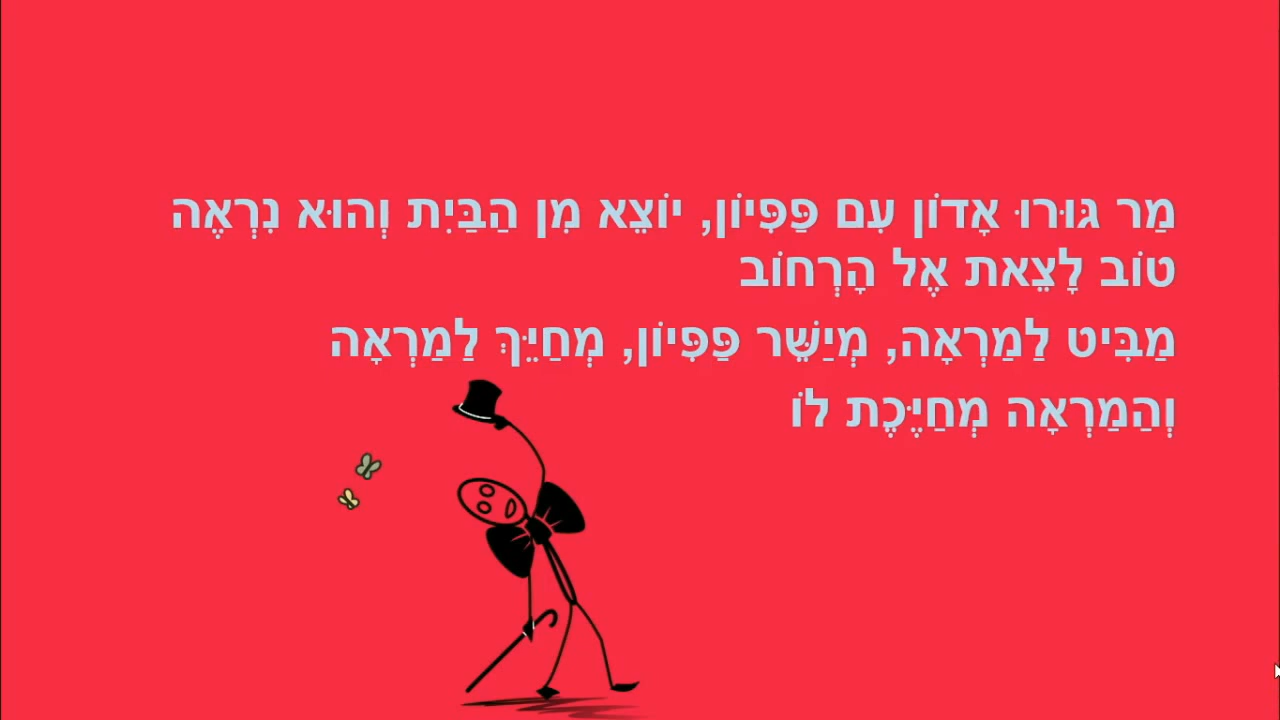 מַר גּוּרוּ אָדוֹן עִם פַּפִּיוֹן, יוֹצֵא מִן הַבַּיִת וְהוּא נִרְאֶה
טוֹב לָצֵאת אֶל הָרְחוֹב
מַבִּיט לַמַרְאָה, מְיַשֵּׁר פַּפִּיוֹן, מְחַיֵּךְ לַמַרְאָה
וְהַמַרְאָה מְחַיֶּכֶת לוֹ